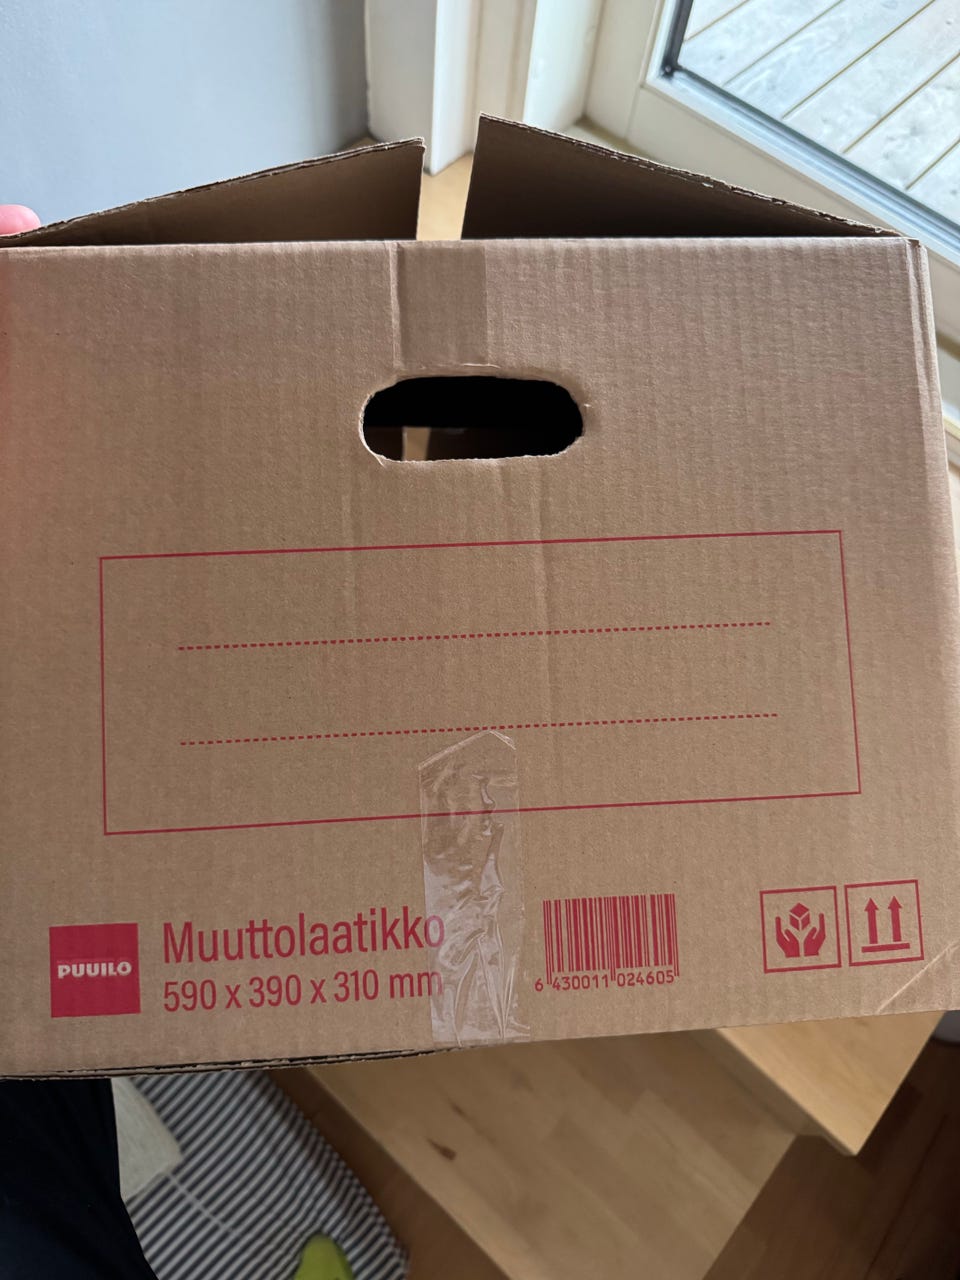 PUUILO
Muuttolaatikko
590 x 390 x 310 mm
6 430011 024605